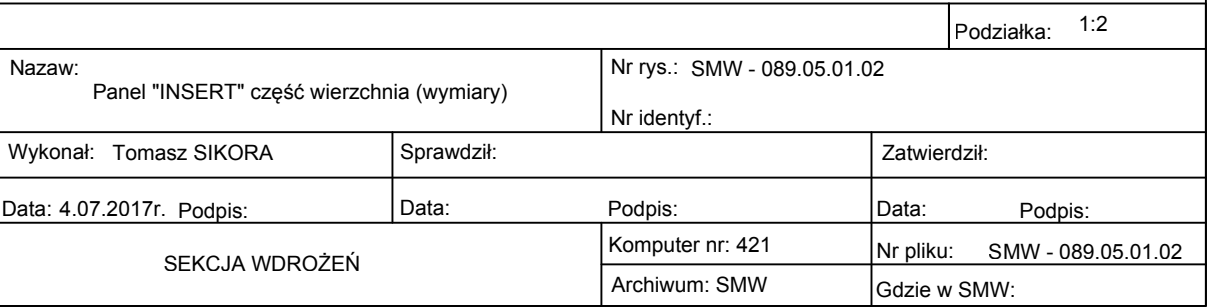 Podziałka: 1:2
Nazaw:
Panel "INSERT" część wierzchnia (wymiary)
Nr rys.: SMW - 089.05.01.02
Nr identyf.:
Wykonał: Tomasz SIKORA
Sprawdził:
Zatwierdził:
Data: 4.07.2017r. Podpis:
Data: Podpis:
Data: Podpis:
SEKCJA WDROŻEŃ
Komputer nr: 421
Nr pliku: SMW - 089.05.01.02
Archiwum: SMW
Gdzie w SMW: